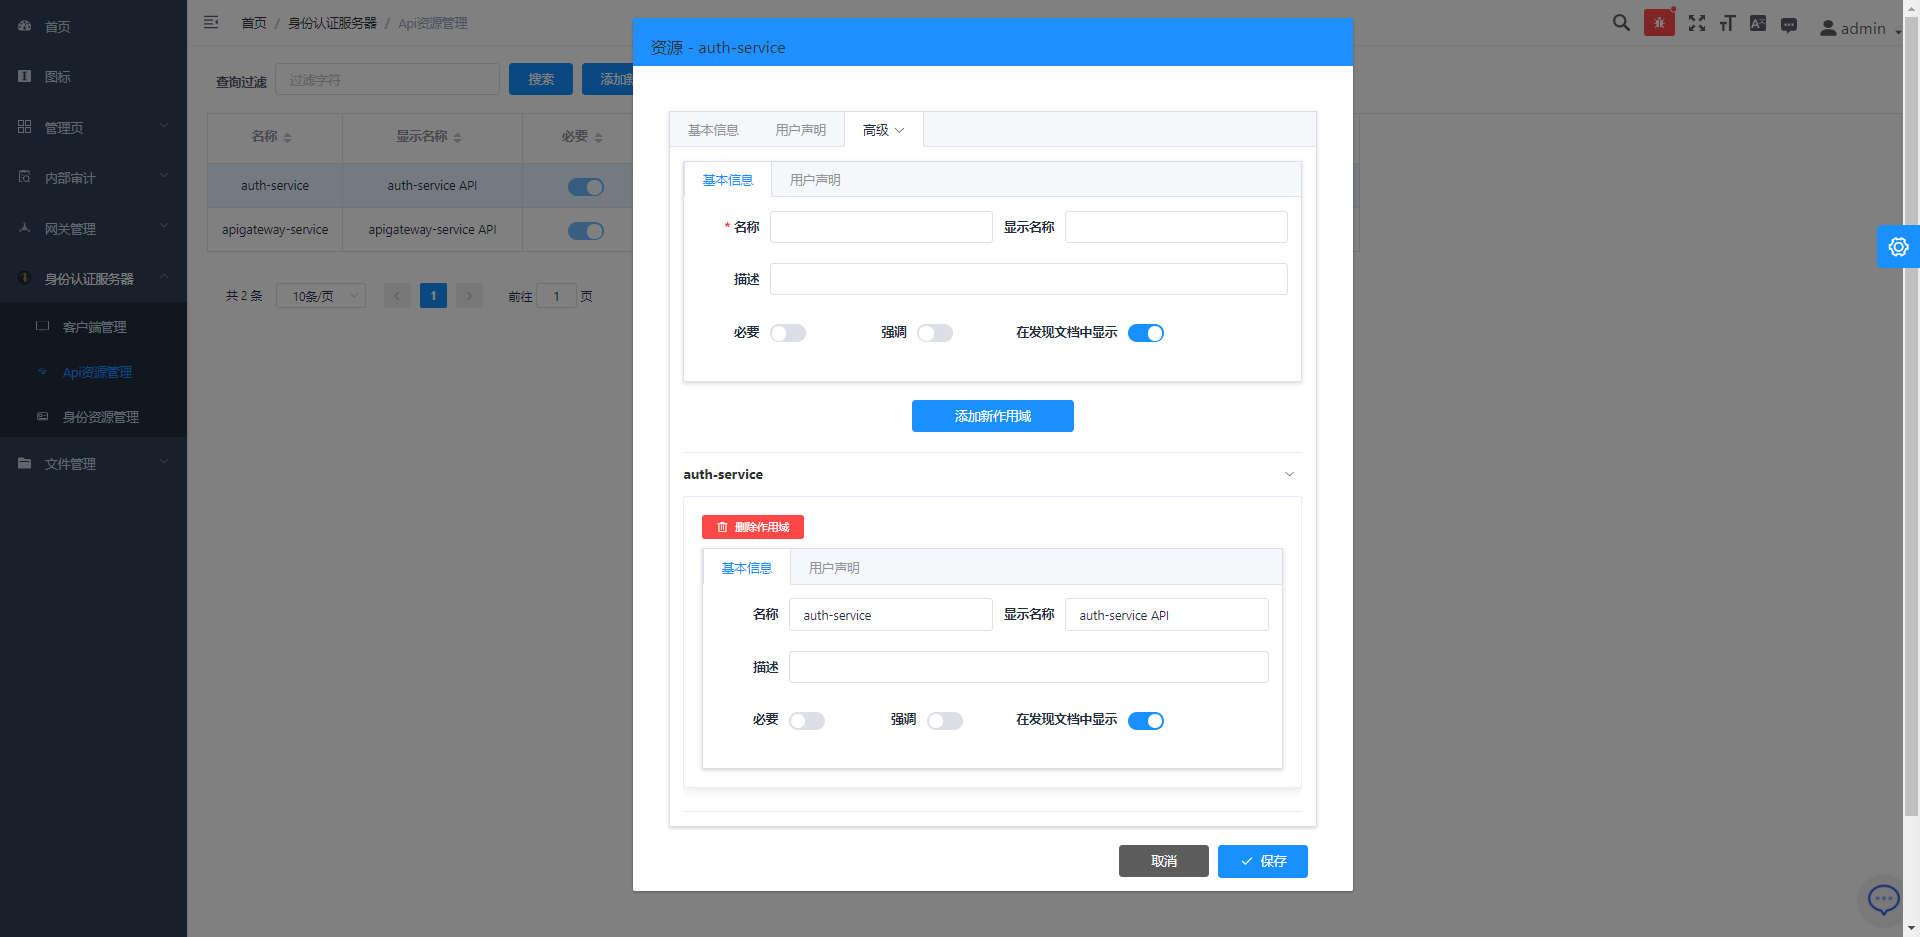 首页
图标
管理页
内部审计
网关管理
身份认证服务器
客户端管理
Api资源管理
身份资源管理
文件管理
首页 / 身份认证服务器 / Api资源管理
admin
查询过滤 过滤字符 搜索 添加新
名称 显示名称 必要
auth-service auth-service API
apigateway-service apigateway-service API
共 2 条 10条/页 1 前往 1 页
资源 - auth-service
基本信息 用户声明 高级
基本信息 用户声明
* 名称 显示名称
描述
必要 强调 在发现文档中显示
添加新作用域
auth-service
删除作用域
基本信息 用户声明
名称 auth-service 显示名称 auth-service API
描述
必要 强调 在发现文档中显示
取消 保存